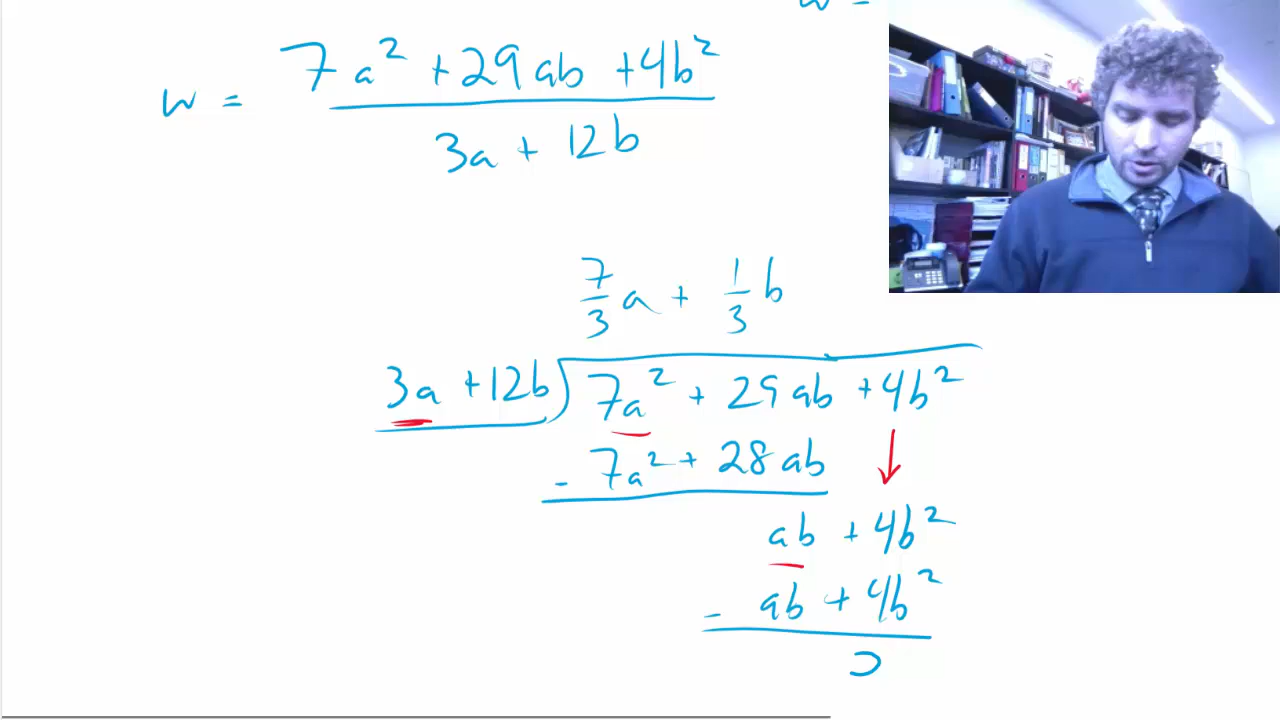 w =
w = 7a² + 29ab + 4b² / 3a + 12b
7/3 a + 1/3 b
3a + 12b ) 7a² + 29ab + 4b²
- 7a² + 28ab
ab + 4b²
- ab + 4b²